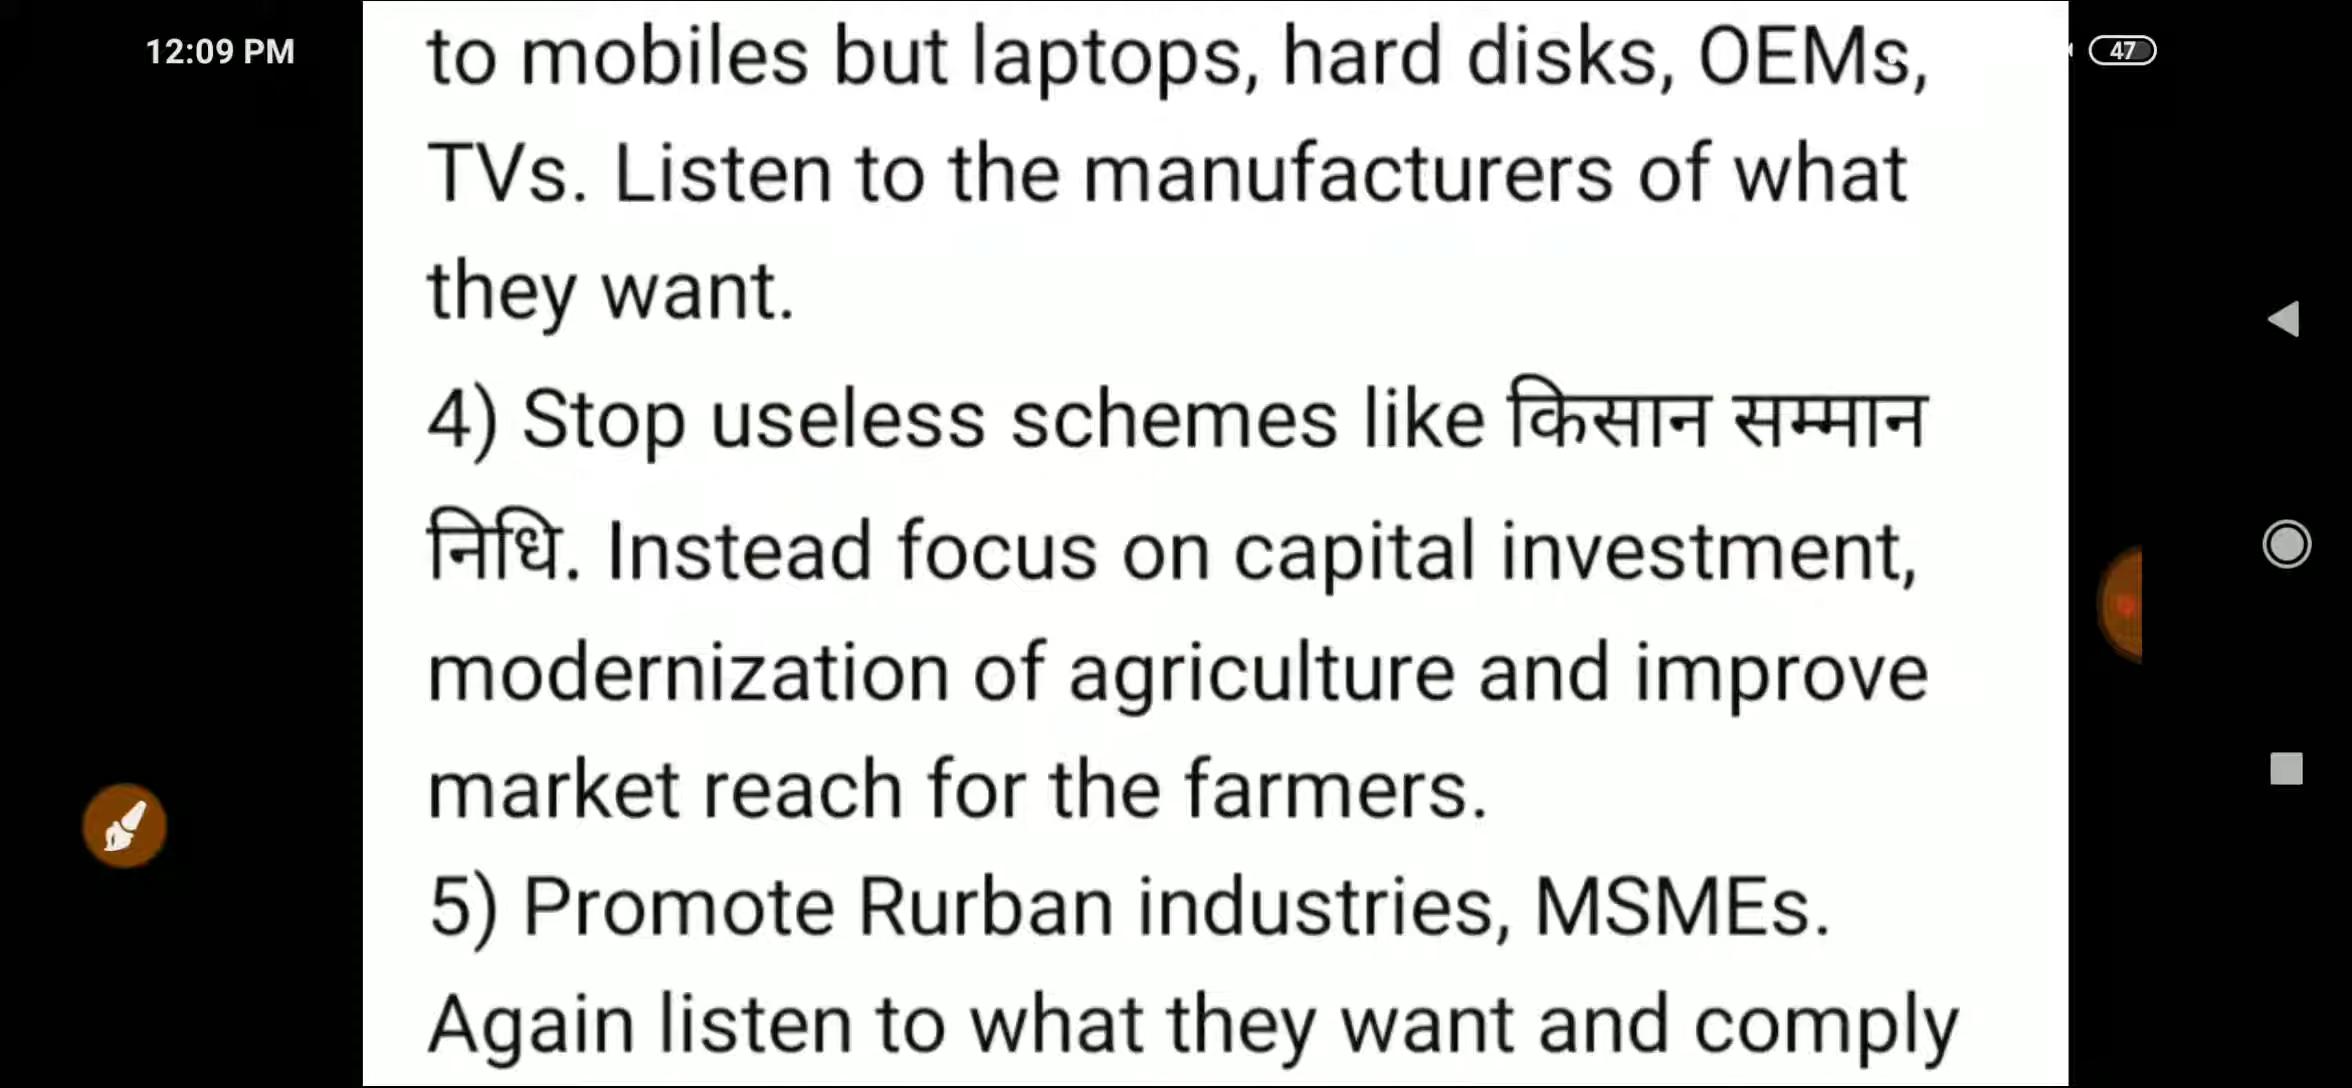 12:09 PM
47
to mobiles but laptops, hard disks, OEMs,
TVs. Listen to the manufacturers of what
they want.
4) Stop useless schemes like किसान सम्मान
निधि. Instead focus on capital investment,
modernization of agriculture and improve
market reach for the farmers.
5) Promote Rurban industries, MSMEs.
Again listen to what they want and comply